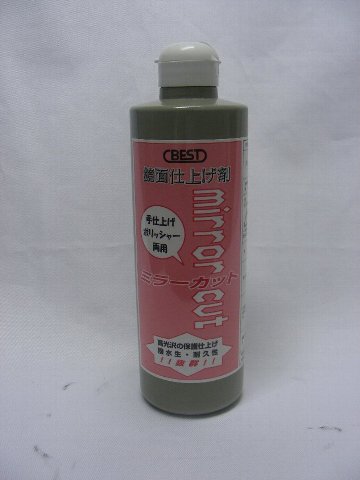 BEST
鏡面仕上げ剤
mirror cut
手仕上げ
ポリッシャー
両用
ミラーカット
高光沢の保護仕上げ
撥水生・耐久性
!!抜群!!